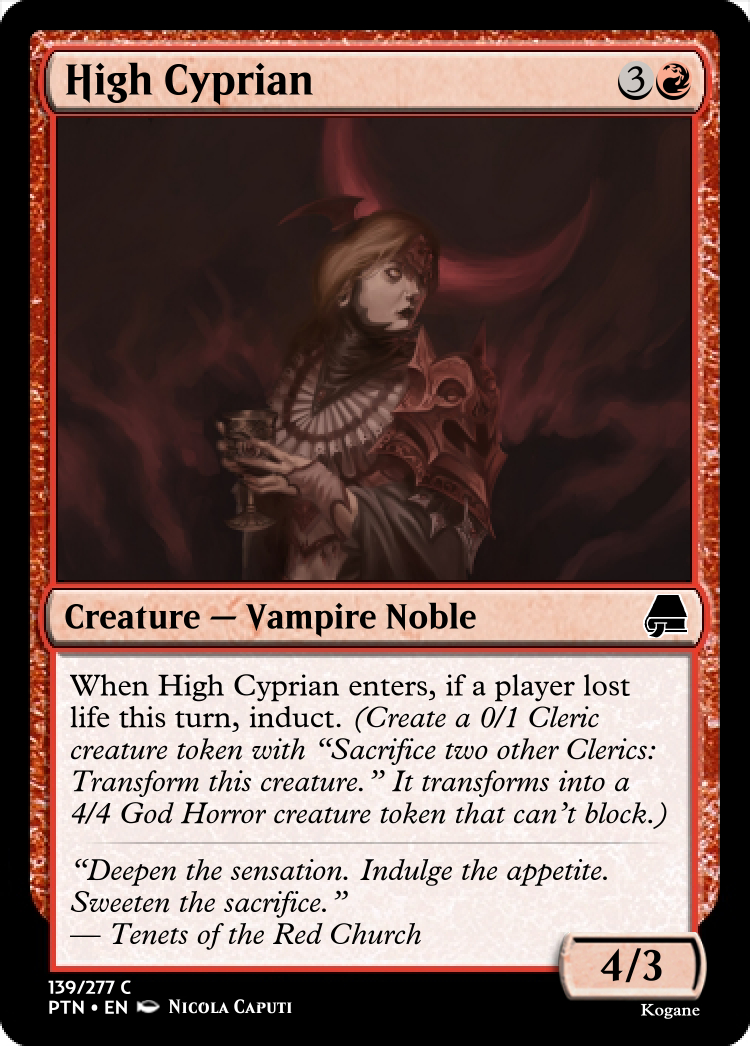 High Cyprian
3
Creature — Vampire Noble
When High Cyprian enters, if a player lost
life this turn, induct. (Create a 0/1 Cleric
creature token with “Sacrifice two other Clerics:
Transform this creature.” It transforms into a
4/4 God Horror creature token that can’t block.)
“Deepen the sensation. Indulge the appetite.
Sweeten the sacrifice.”
— Tenets of the Red Church
4/3
139/277 C
PTN • EN Nicola Caputi
Kogane